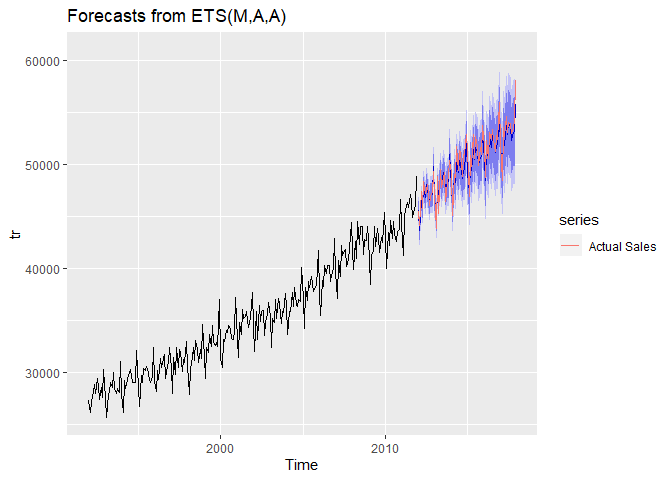 Forecasts from ETS(M,A,A)
60000
50000
40000
30000
tr
2000
2010
Time
series
Actual Sales